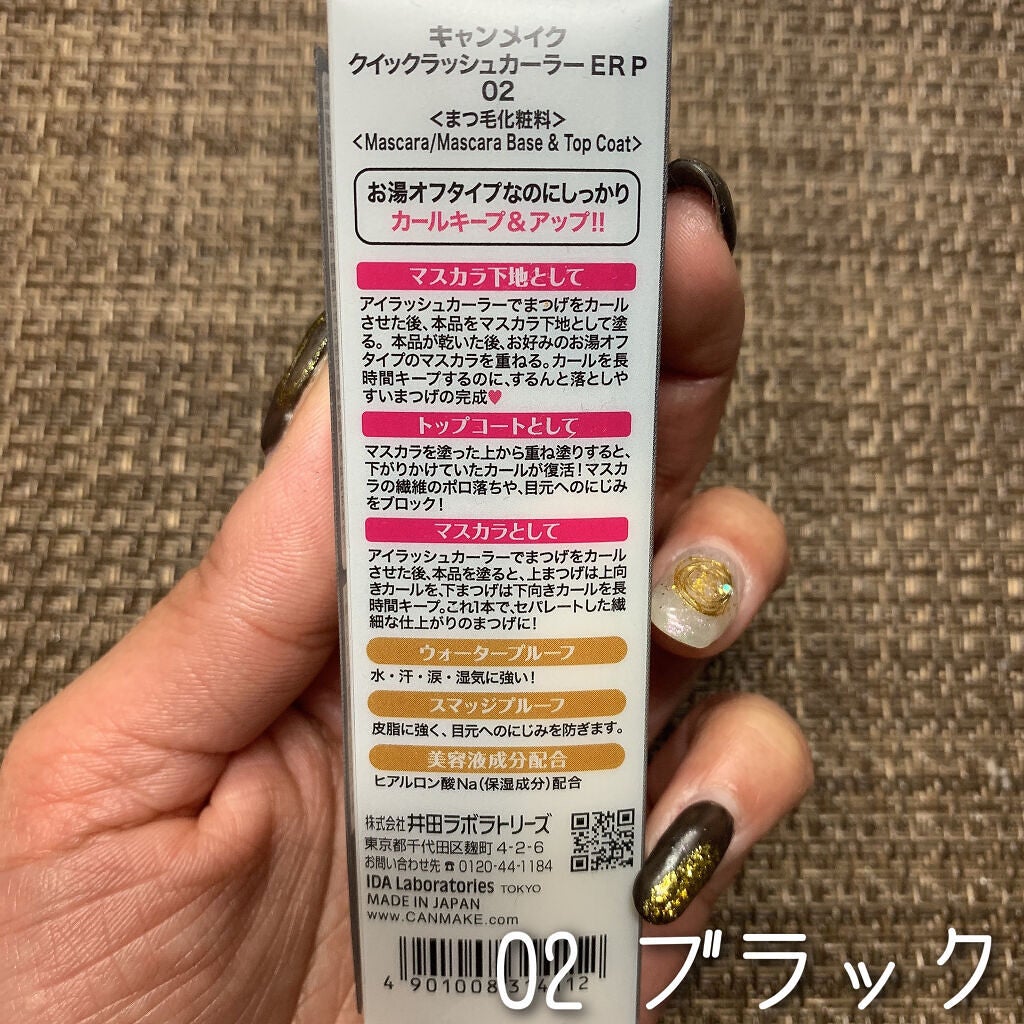 キャンメイク
クイックラッシュカーラー ER P
02
<まつ毛化粧料>
<Mascara/Mascara Base & Top Coat>
お湯オフタイプなのにしっかり
カールキープ&アップ!!
マスカラ下地として
アイラッシュカーラーでまつげをカール
させた後、本品をマスカラ下地として塗
る。本品が乾いた後、お好みのお湯オフ
タイプのマスカラを重ねる。カールを長
時間キープするのに、するんと落としや
すいまつげの完成♥
トップコートとして
マスカラを塗った上から重ね塗りすると、
下がりかけていたカールが復活!マスカ
ラの繊維のポロ落ちや、目元へのにじみ
をブロック!
マスカラとして
アイラッシュカーラーでまつげをカール
させた後、本品を塗ると、上まつげは上向
きカールを、下まつげは下向きカールを長
時間キープ。これ1本で、セパレートした繊
細な仕上がりのまつげに!
ウォータープルーフ
水・汗・涙・湿気に強い!
スマッジプルーフ
皮脂に強く、目元へのにじみを防ぎます。
美容液成分配合
ヒアルロン酸Na(保湿成分)配合
株式会社 井田ラボラトリーズ
東京都千代田区麹町 4-2-6
お問い合わせ先 ☎ 0120-44-1184
IDA Laboratories TOKYO
MADE IN JAPAN
www.CANMAKE.com
4 901008 314112
02 ブラック